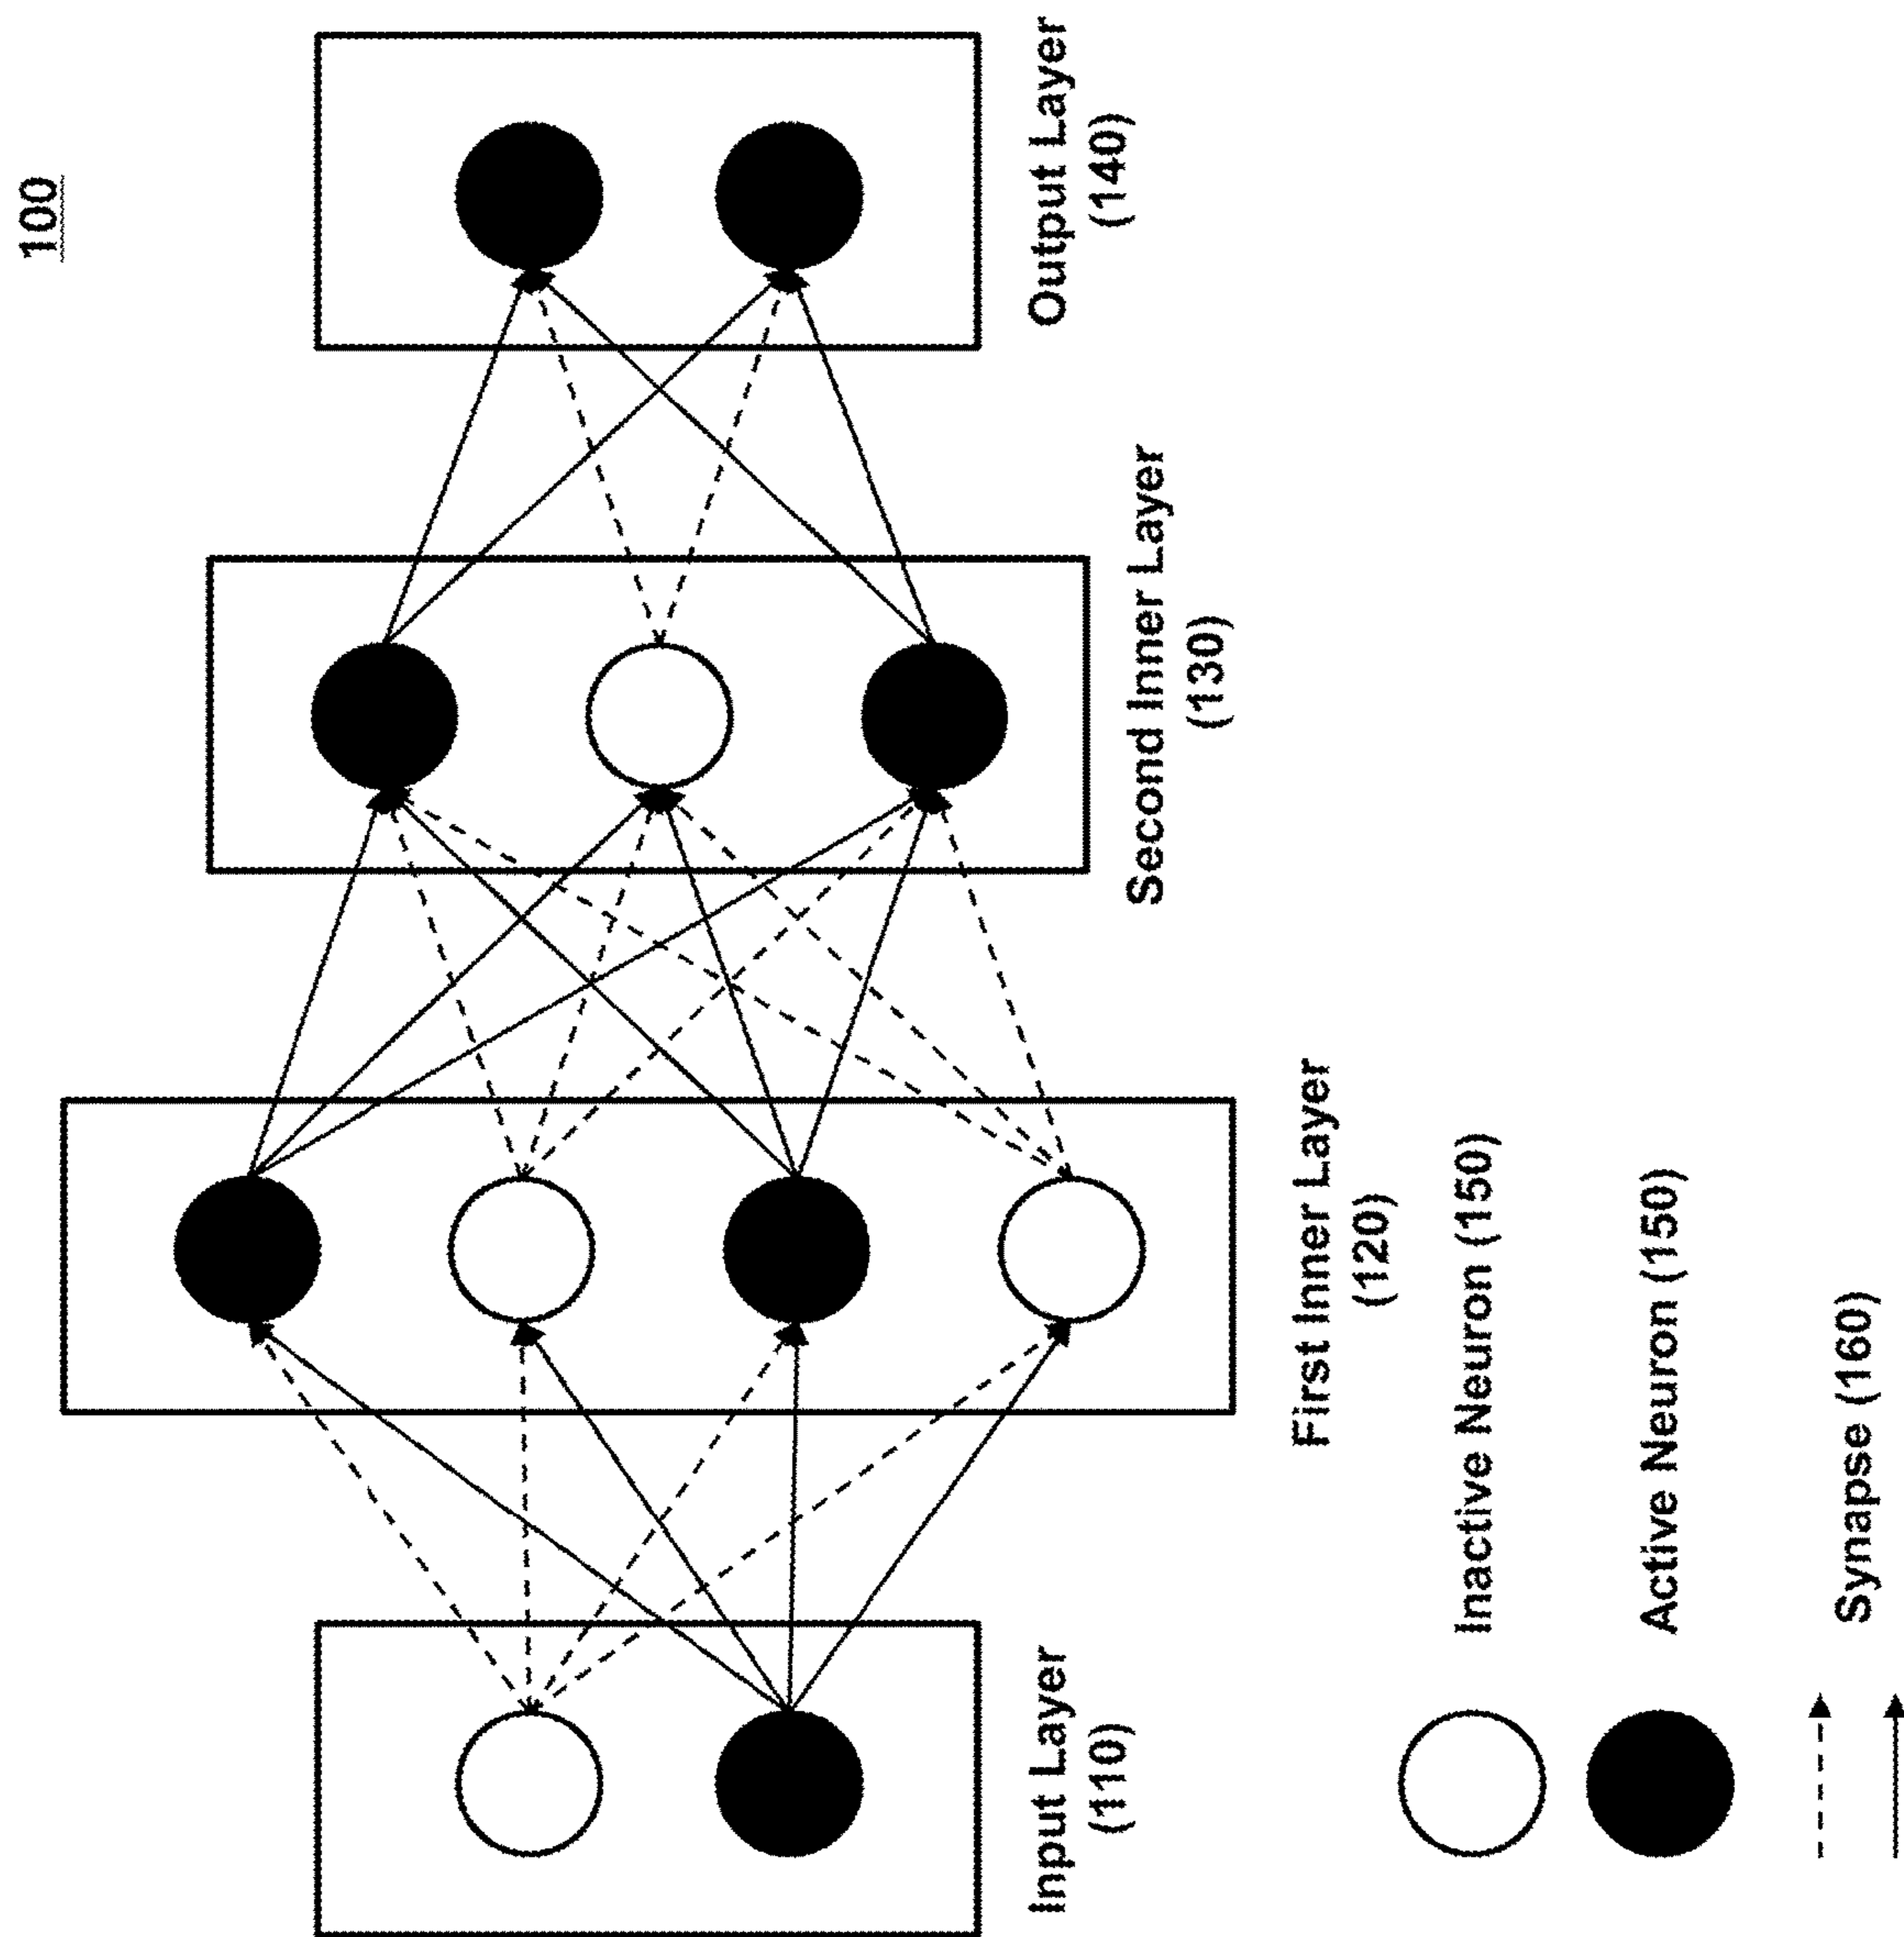 100
Input Layer
(110)
First Inner Layer
(120)
Second Inner Layer
(130)
Output Layer
(140)
Inactive Neuron (150)
Active Neuron (150)
Synapse (160)